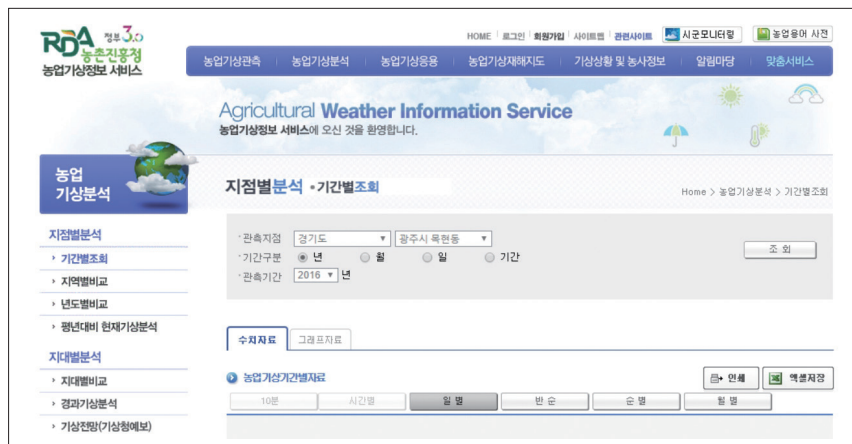 RDA 정부3.0
농촌진흥청
농업기상정보 서비스
HOME 로그인 회원가입 사이트맵 관련사이트 시군모니터링 농업용어 사전
농업기상관측 농업기상분석 농업기상응용 농업기상재해지도 기상상황 및 농사정보 알림마당 맞춤서비스
Agricultural Weather Information Service
농업기상정보 서비스에 오신 것을 환영합니다.
농업
기상분석
지점별분석 •기간별조회
Home > 농업기상분석 > 기간별조회
지점별분석
› 기간별조회
› 지역별비교
› 년도별비교
› 평년대비 현재기상분석
지대별분석
› 지대별비교
› 경과기상분석
› 기상전망(기상청예보)
관측지점 경기도 광주시 목현동
기간구분 년 월 일 기간
관측기간 2016 년
조 회
수치자료 그래프자료
농업기상기간별자료
인쇄 엑셀저장
10분 시간별 일 별 반 순 순 별 월 별